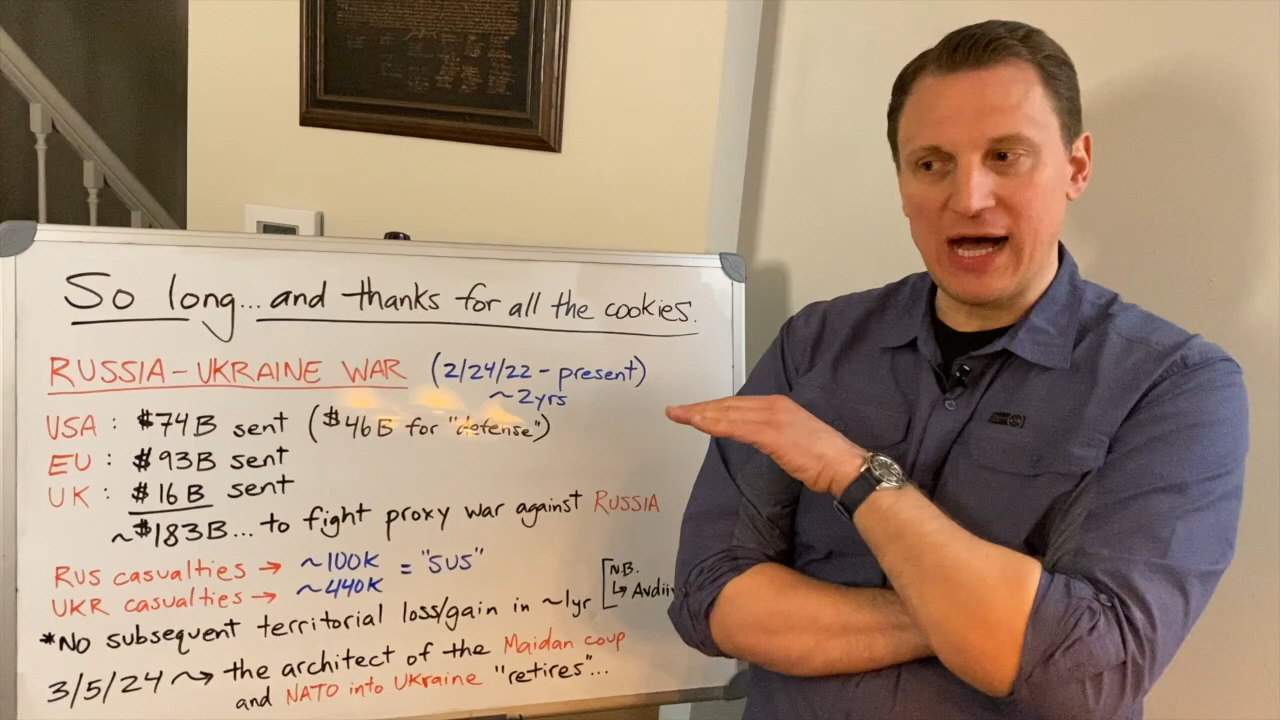 So long... and thanks for all the cookies.
RUSSIA-UKRAINE WAR (2/24/22 - present)
~2yrs
USA : $74B sent ($46B for "defense")
EU : $93B sent
UK : $16B sent
~$183B... to fight proxy war against RUSSIA
RUS casualties → ~100K
UKR casualties → ~440K
= "SUS"
*No subsequent territorial loss/gain in ~1yr
[N.B.
↳ Avdii
3/5/24 ⤳ the architect of the Maidan coup
and NATO into UKraine "retires"...